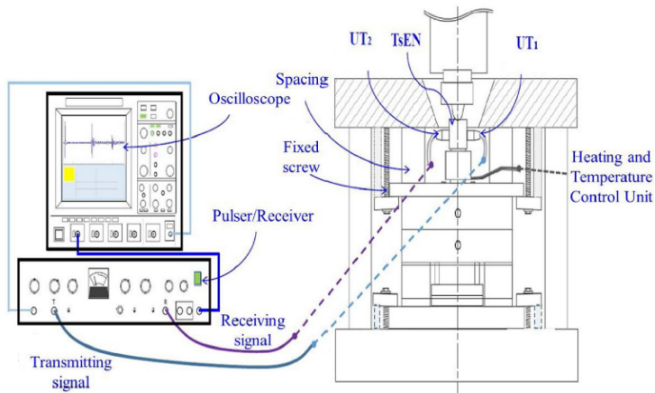 UT2
TsEN
UT1
Spacing
Oscilloscope
Fixed
screw
Heating and
Temperature
Control Unit
Pulser/Receiver
T
R
Receiving
signal
Transmitting
signal